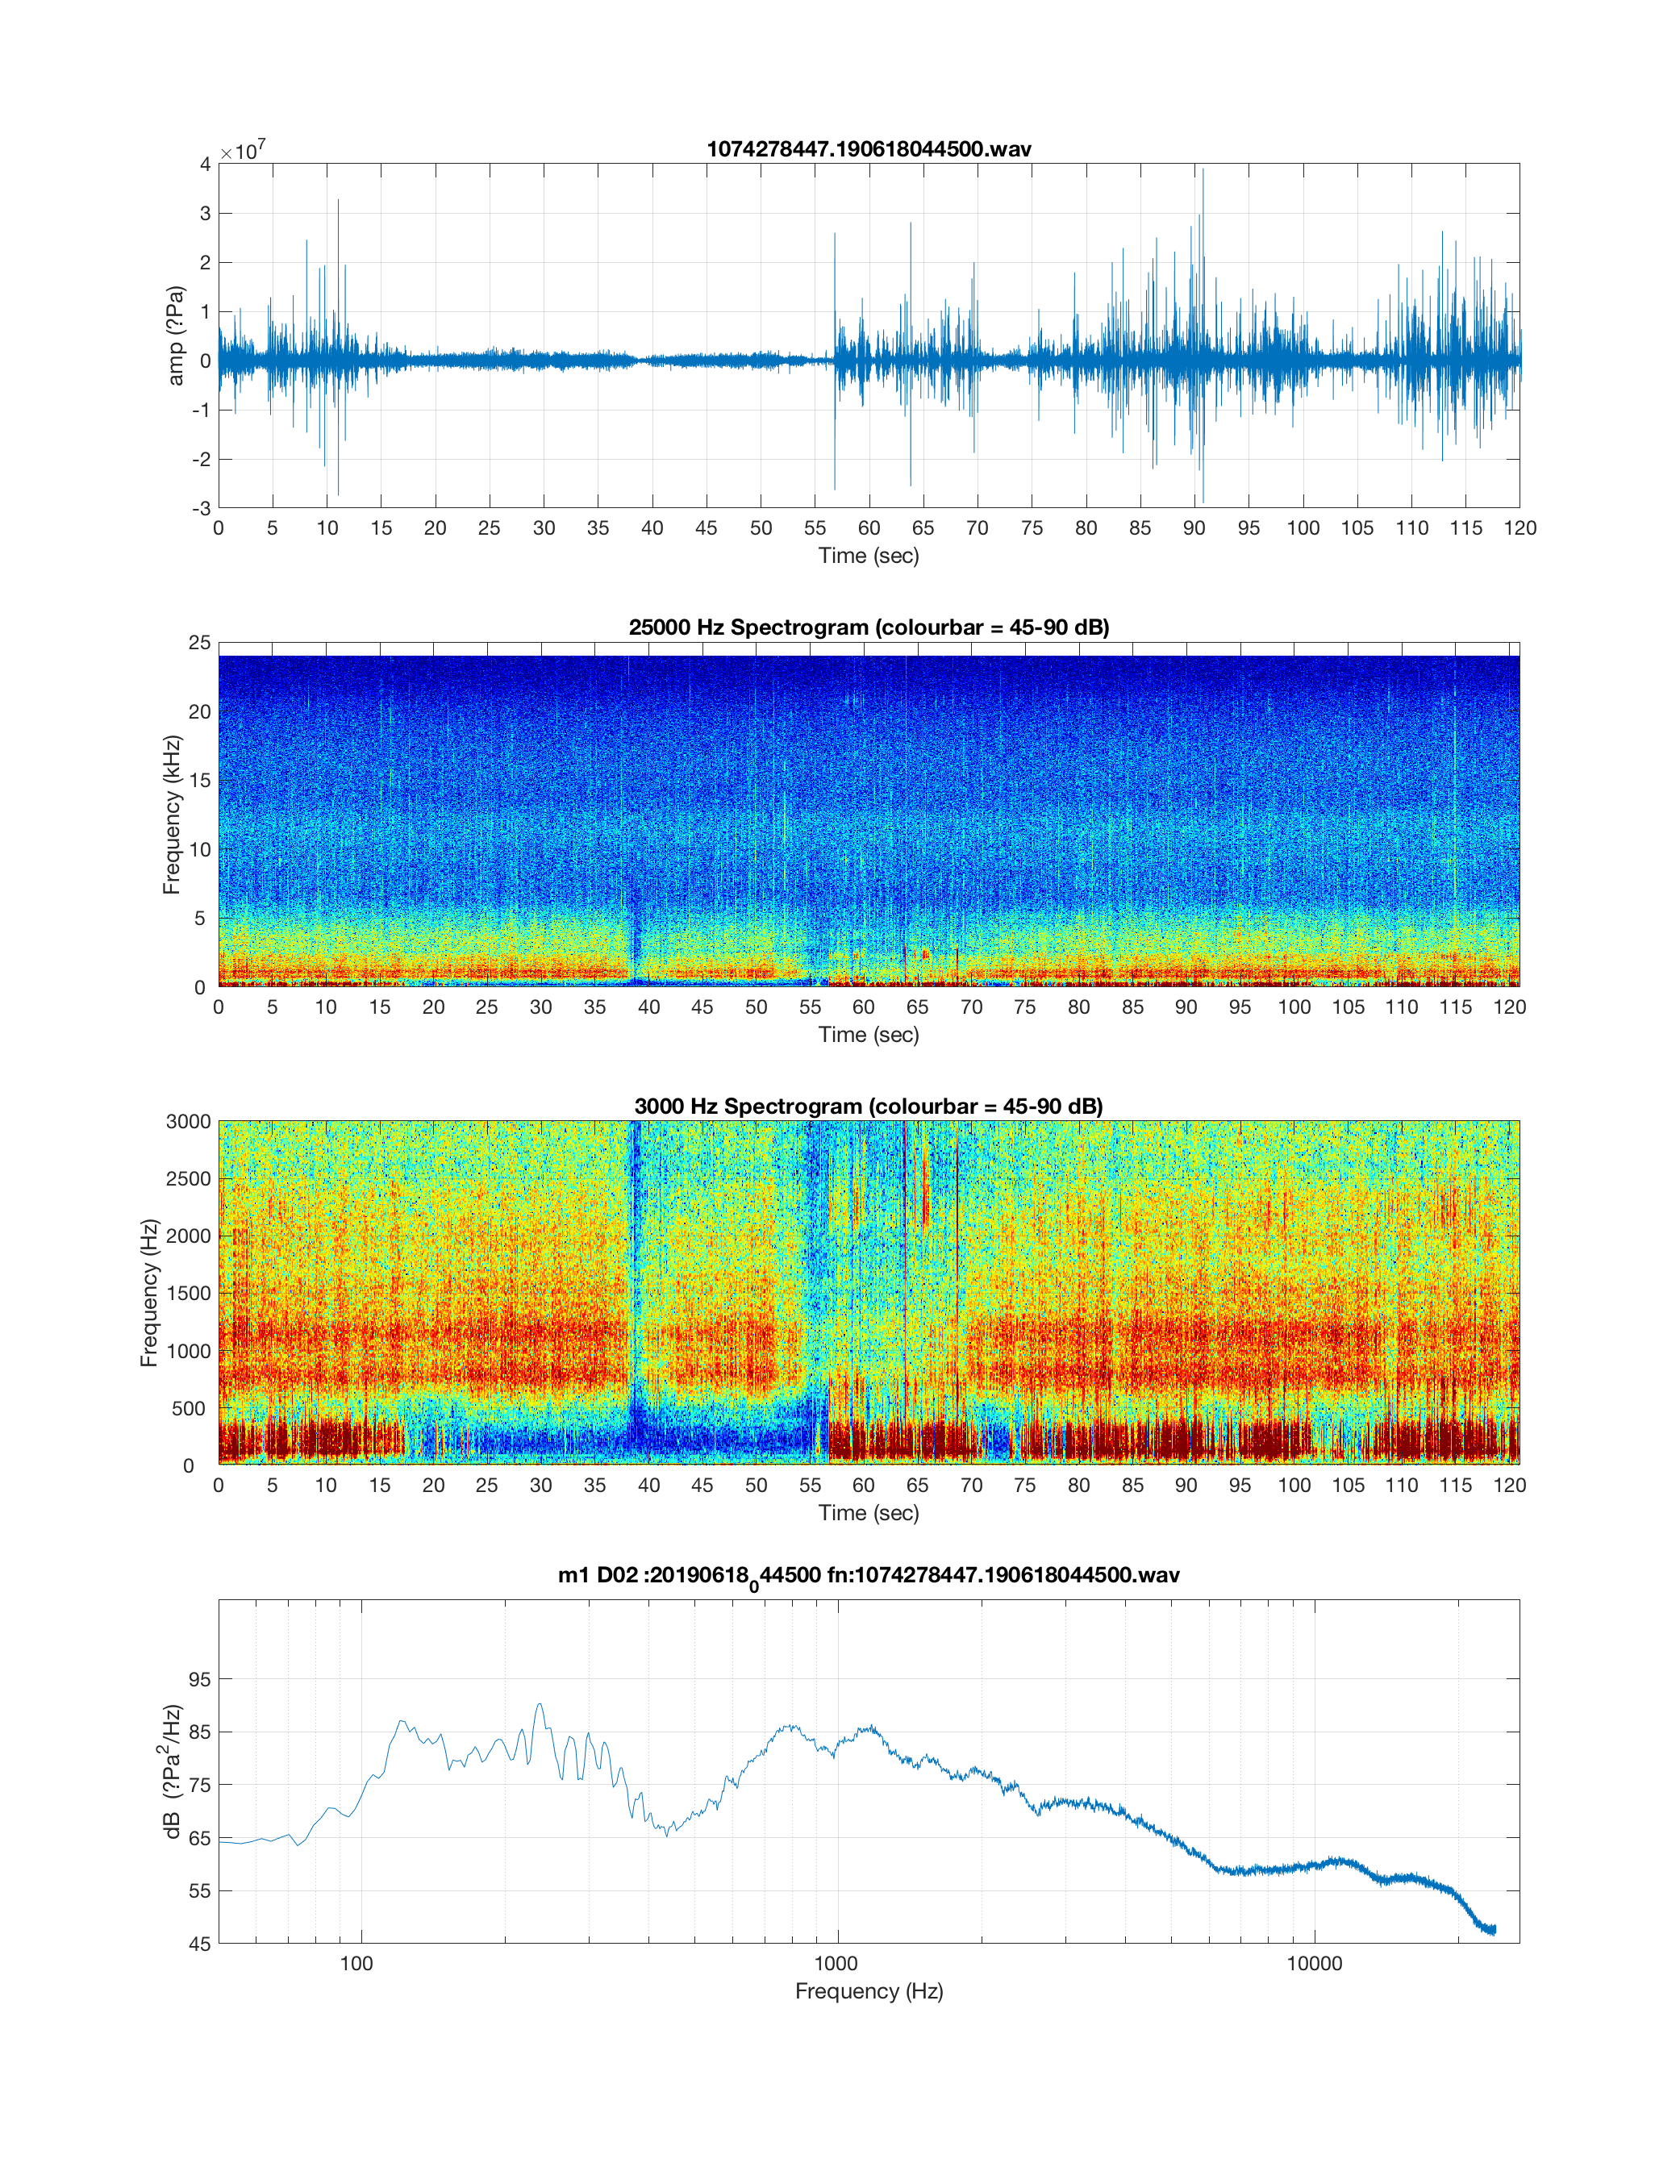 1074278447.190618044500.wav
×10^7
4
3
2
1
0
-1
-2
-3
amp (?Pa)
0 5 10 15 20 25 30 35 40 45 50 55 60 65 70 75 80 85 90 95 100 105 110 115 120
Time (sec)
25000 Hz Spectrogram (colourbar = 45-90 dB)
25
20
15
10
5
0
Frequency (kHz)
0 5 10 15 20 25 30 35 40 45 50 55 60 65 70 75 80 85 90 95 100 105 110 115 120
Time (sec)
3000 Hz Spectrogram (colourbar = 45-90 dB)
3000
2500
2000
1500
1000
500
0
Frequency (Hz)
0 5 10 15 20 25 30 35 40 45 50 55 60 65 70 75 80 85 90 95 100 105 110 115 120
Time (sec)
m1 D02 :20190618_044500 fn:1074278447.190618044500.wav
95
85
75
65
55
45
dB (?Pa²/Hz)
100 1000 10000
Frequency (Hz)